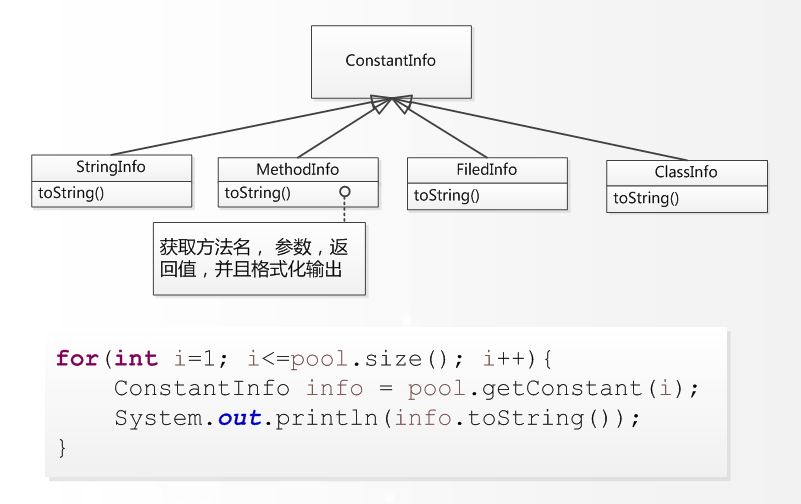 ConstantInfo
StringInfo
toString()
MethodInfo
toString()
FiledInfo
toString()
ClassInfo
toString()
获取方法名，参数，返
回值，并且格式化输出
for(int i=1; i<=pool.size(); i++){
    ConstantInfo info = pool.getConstant(i);
    System.out.println(info.toString());
}